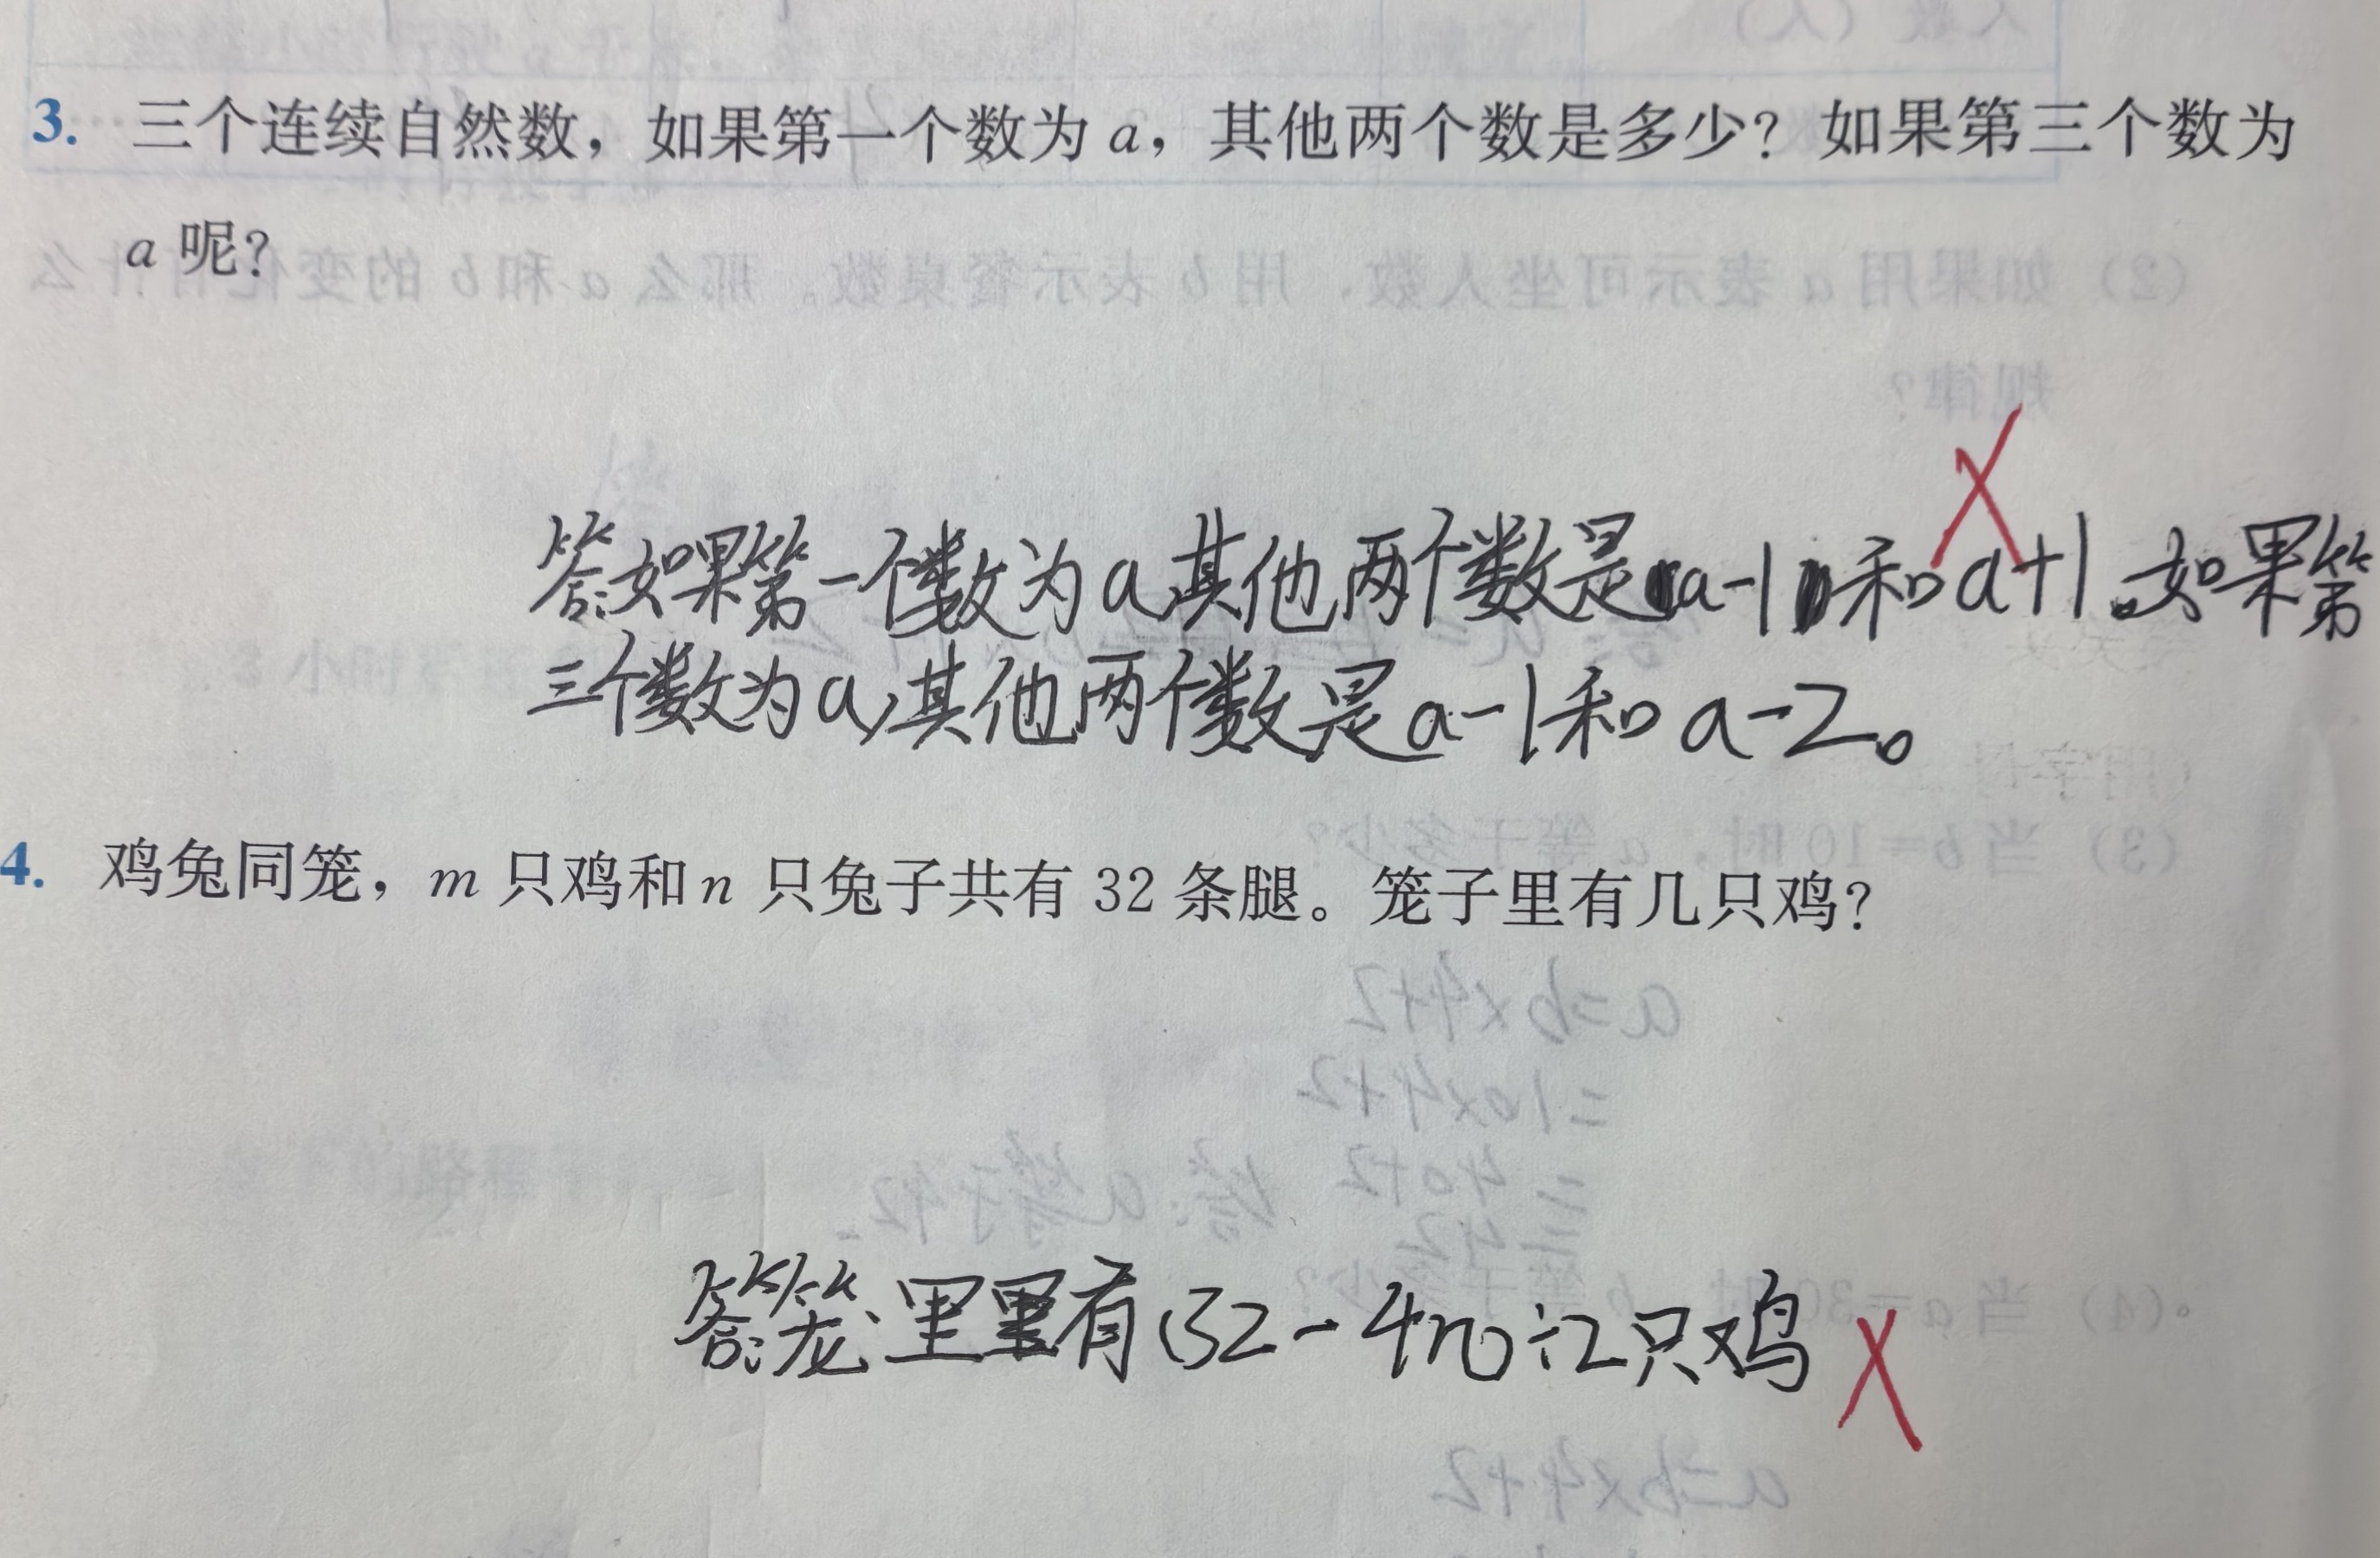 3. 三个连续自然数，如果第一个数为 a，其他两个数是多少？如果第三个数为
a 呢？
答:如果第一个数为a,其他两个数是a-1和a+1。如果第
三个数为a,其他两个数是a-1和a-2。
4. 鸡兔同笼，m 只鸡和 n 只兔子共有 32 条腿。笼子里有几只鸡？
答:笼里里有(32-4n)÷2只鸡